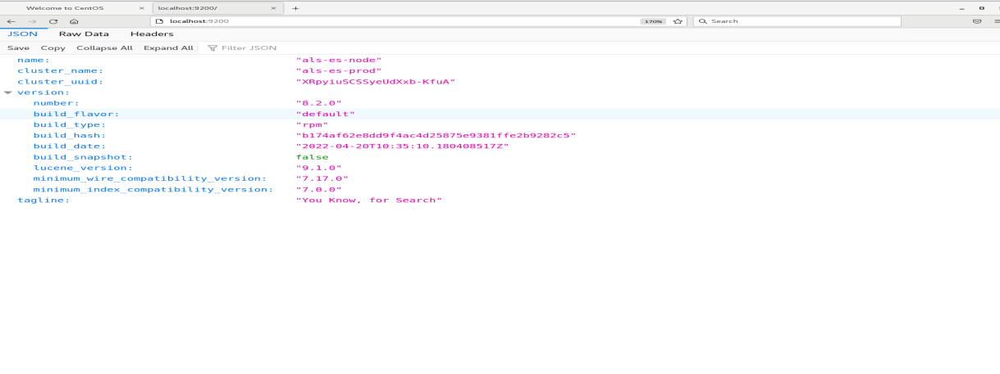 Welcome to CentOS × localhost:9200/ × +
localhost:9200 170% Search
JSON Raw Data Headers
Save Copy Collapse All Expand All Filter JSON
name: "als-es-node"
cluster_name: "als-es-prod"
cluster_uuid: "XRpyiuSCSSyeUdXxb-KfuA"
version:
number: "8.2.0"
build_flavor: "default"
build_type: "rpm"
build_hash: "b174af62e8dd9f4ac4d25875e9381ffe2b9282c5"
build_date: "2022-04-20T10:35:10.180408517Z"
build_snapshot: false
lucene_version: "9.1.0"
minimum_wire_compatibility_version: "7.17.0"
minimum_index_compatibility_version: "7.0.0"
tagline: "You Know, for Search"